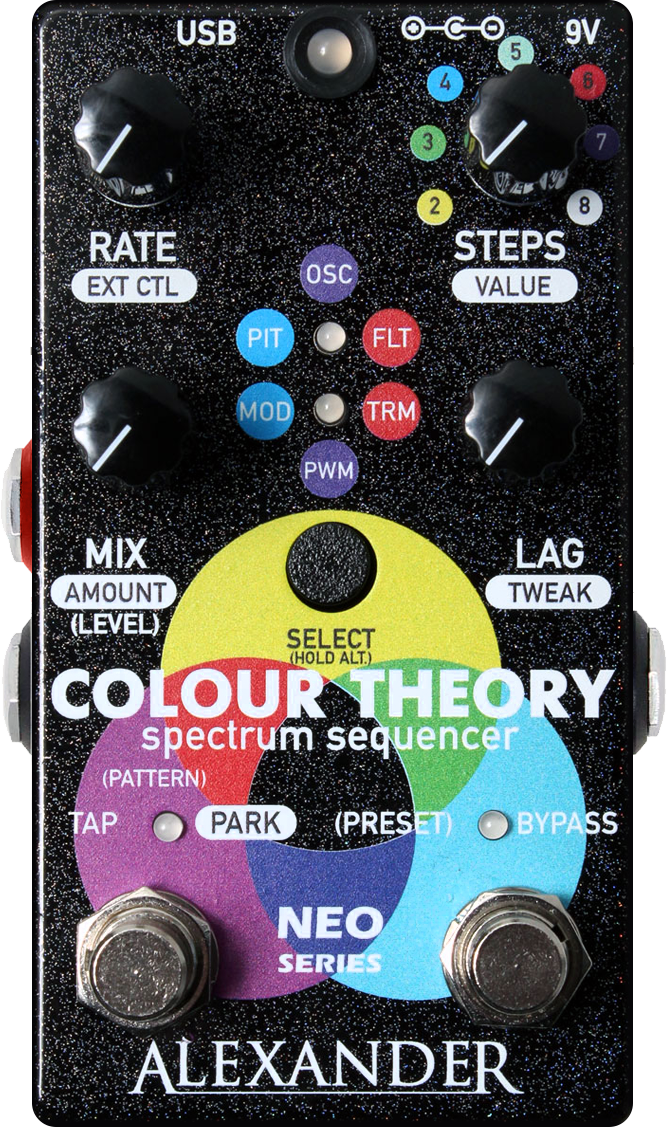 USB
9V
5
4
6
3
7
2
8
RATE
EXT CTL
STEPS
VALUE
OSC
PIT
FLT
MOD
TRM
PWM
MIX
AMOUNT
(LEVEL)
LAG
TWEAK
SELECT
(HOLD ALT.)
COLOUR THEORY
spectrum sequencer
(PATTERN)
TAP
PARK
(PRESET)
BYPASS
NEO
SERIES
ALEXANDER